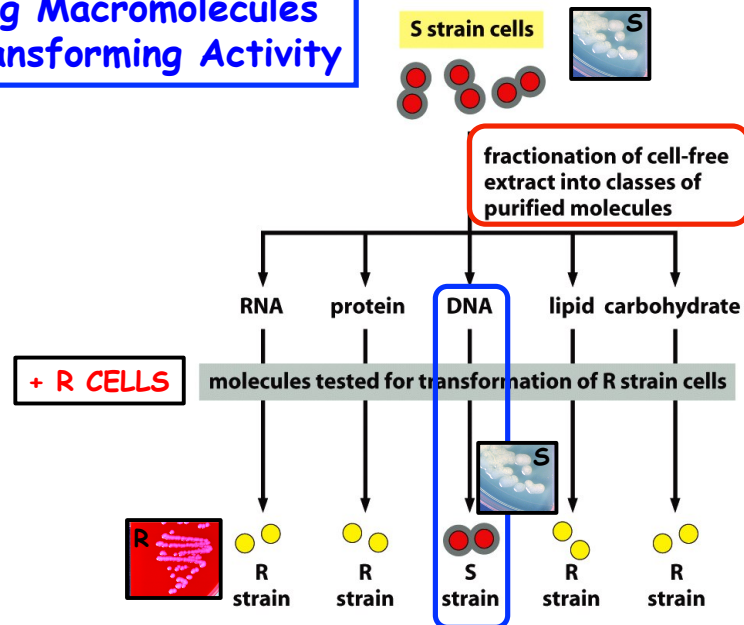 g Macromolecules
ansforming Activity
S strain cells
S
fractionation of cell-free
extract into classes of
purified molecules
RNA protein DNA lipid carbohydrate
+ R CELLS
molecules tested for transformation of R strain cells
S
R
R strain
R strain
S strain
R strain
R strain